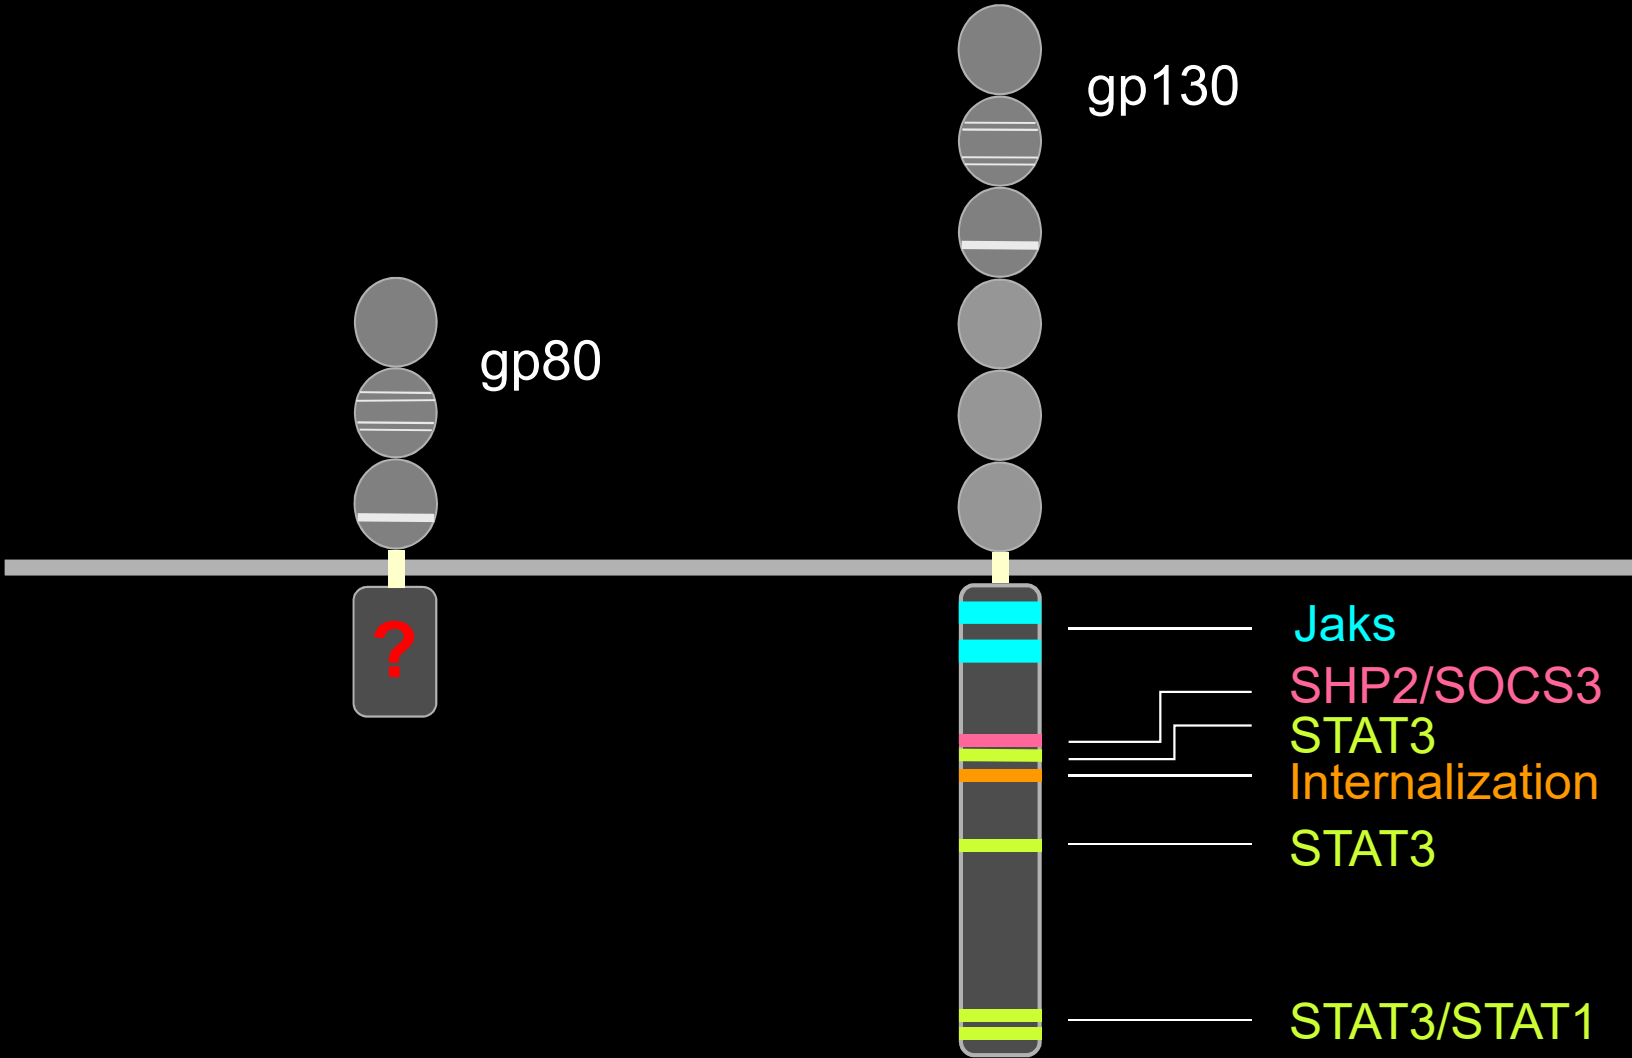 gp130
gp80
?
Jaks
SHP2/SOCS3
STAT3
Internalization
STAT3
STAT3/STAT1